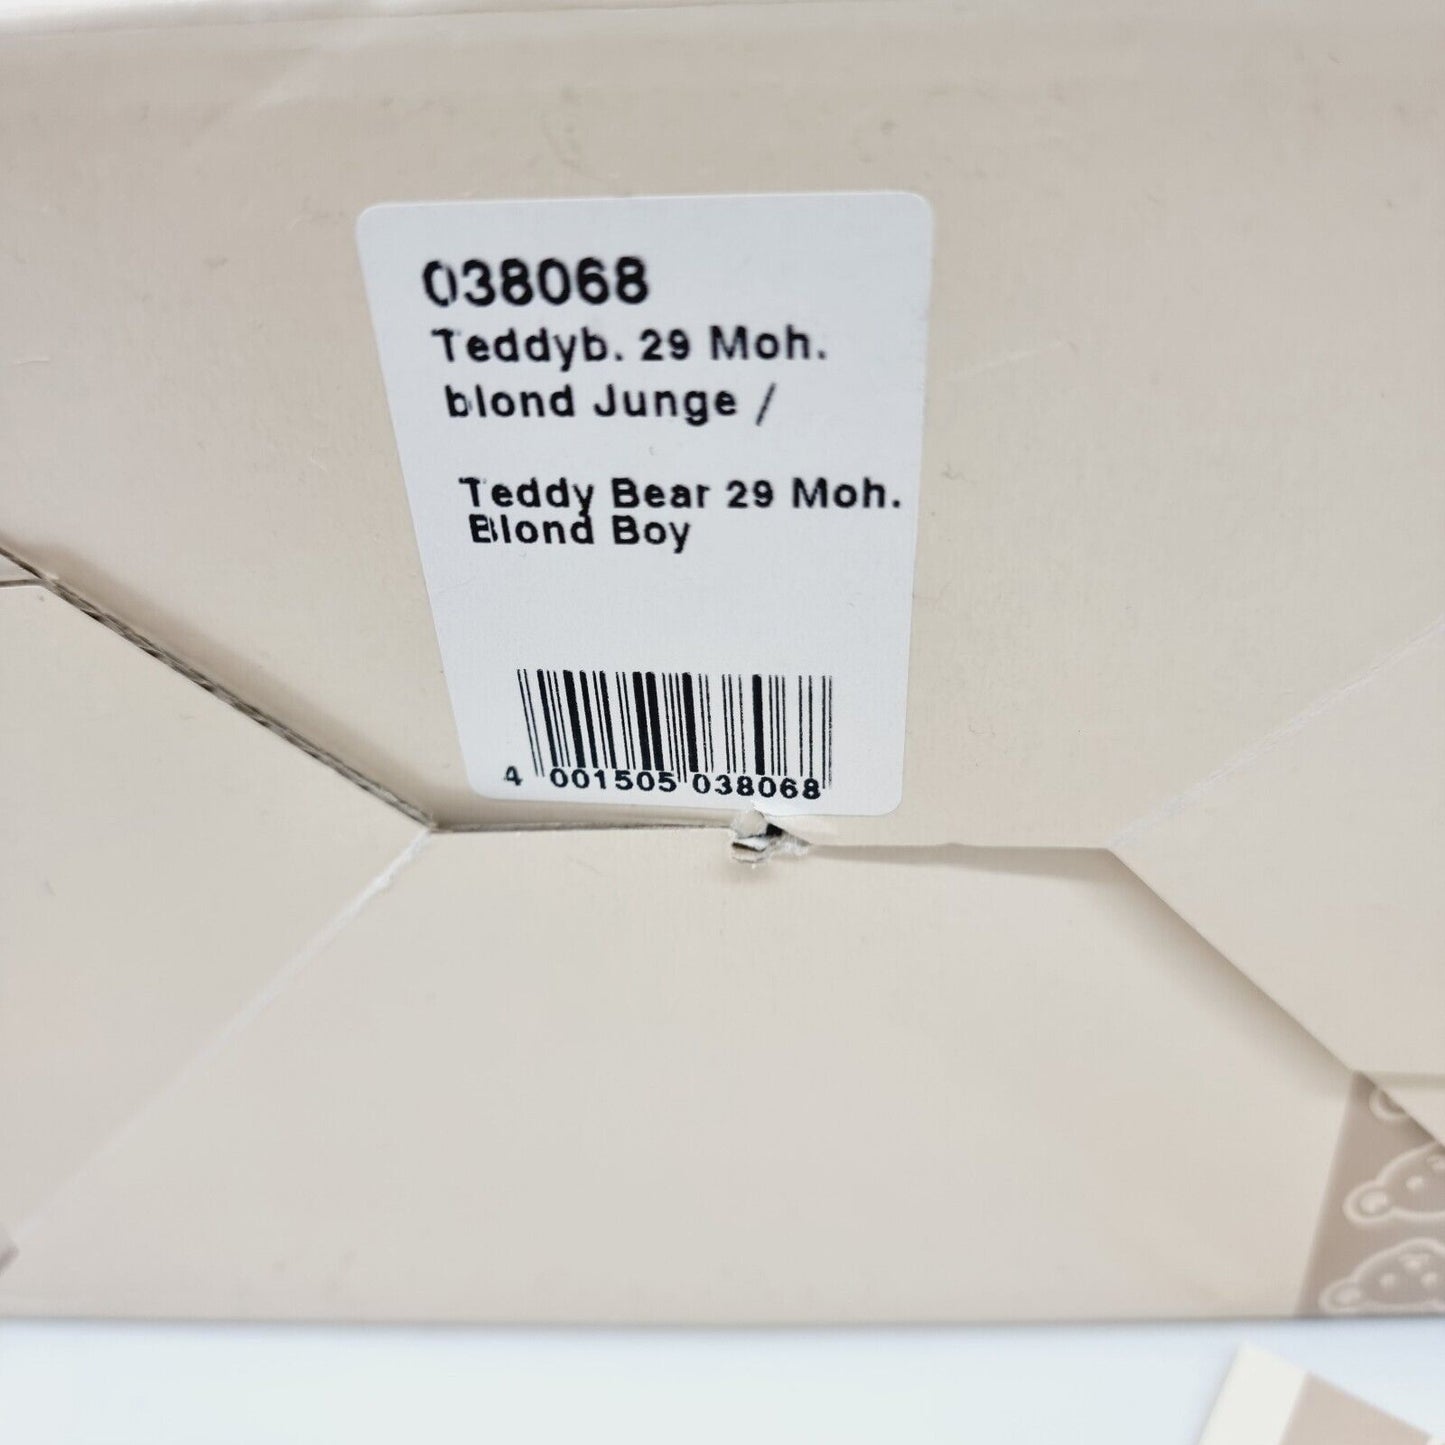 038068
Teddyb. 29 Moh.
blond Junge /
Teddy Bear 29 Moh.
Blond Boy
4 001505 038068